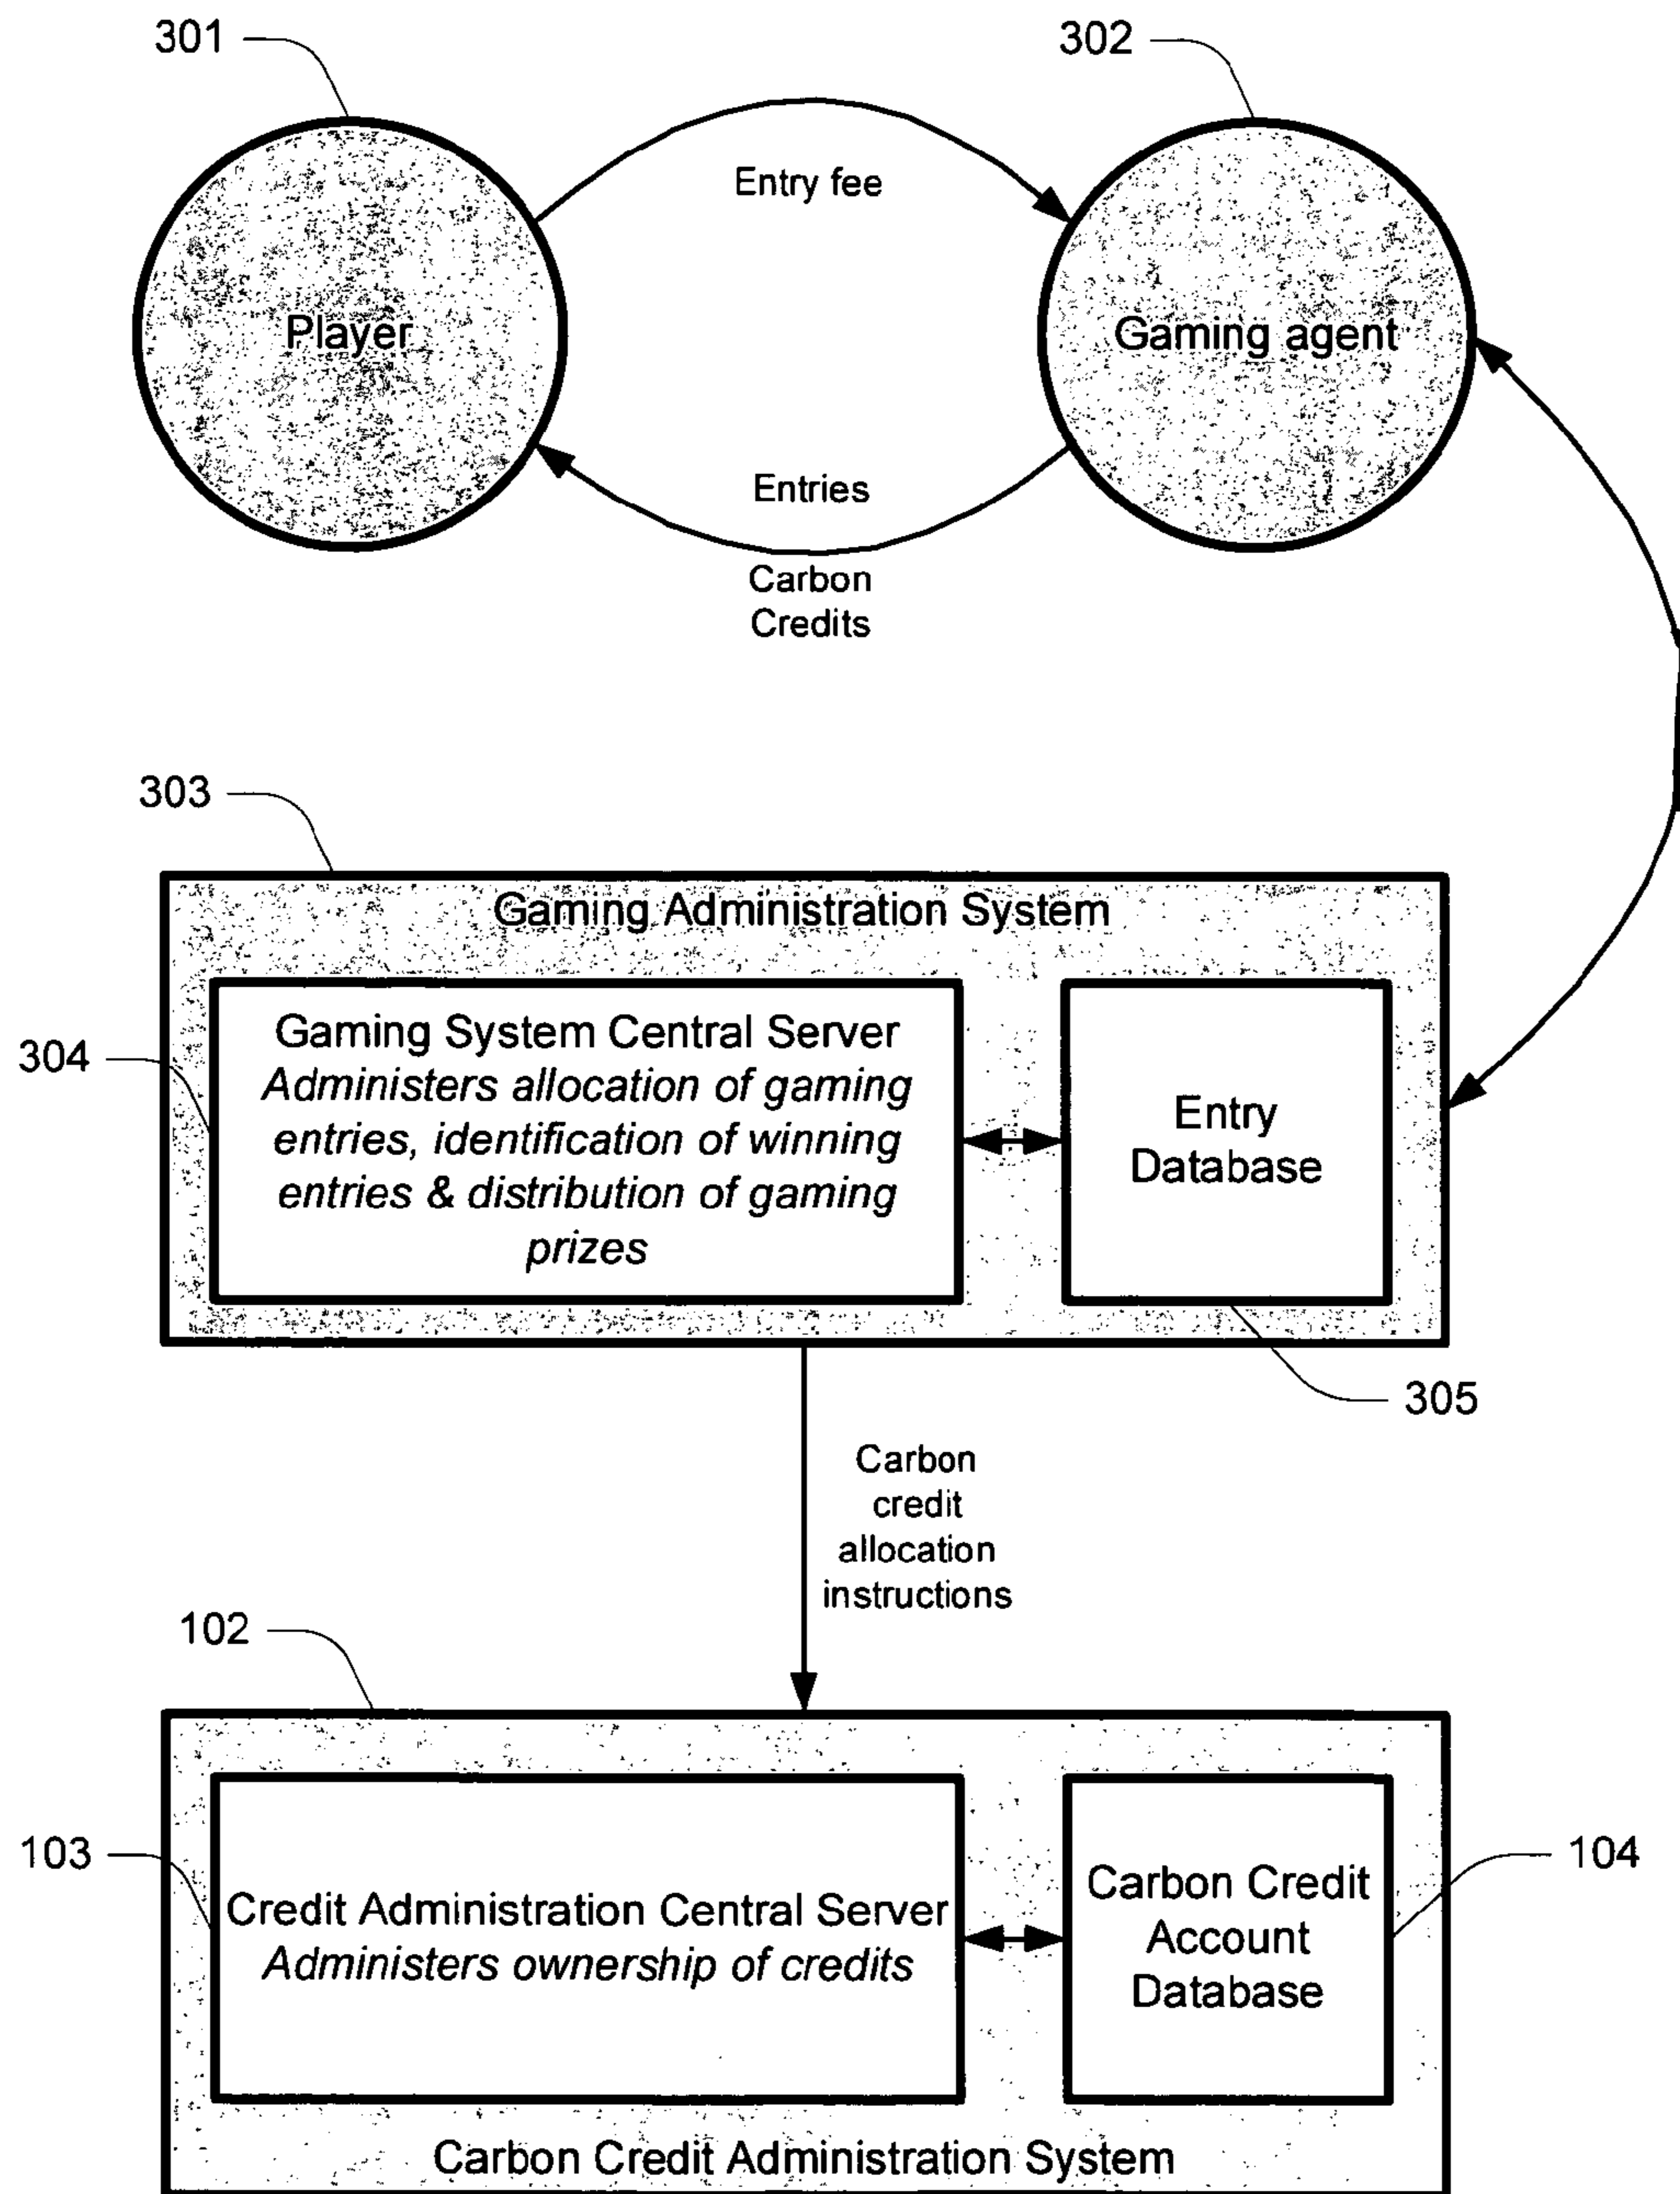 301
302
Entry fee
Player
Gaming agent
Entries
Carbon
Credits
303
Gaming Administration System
304
Gaming System Central Server
Administers allocation of gaming
entries, identification of winning
entries & distribution of gaming
prizes
Entry
Database
305
Carbon
credit
allocation
instructions
102
103
Credit Administration Central Server
Administers ownership of credits
Carbon Credit
Account
Database
104
Carbon Credit Administration System